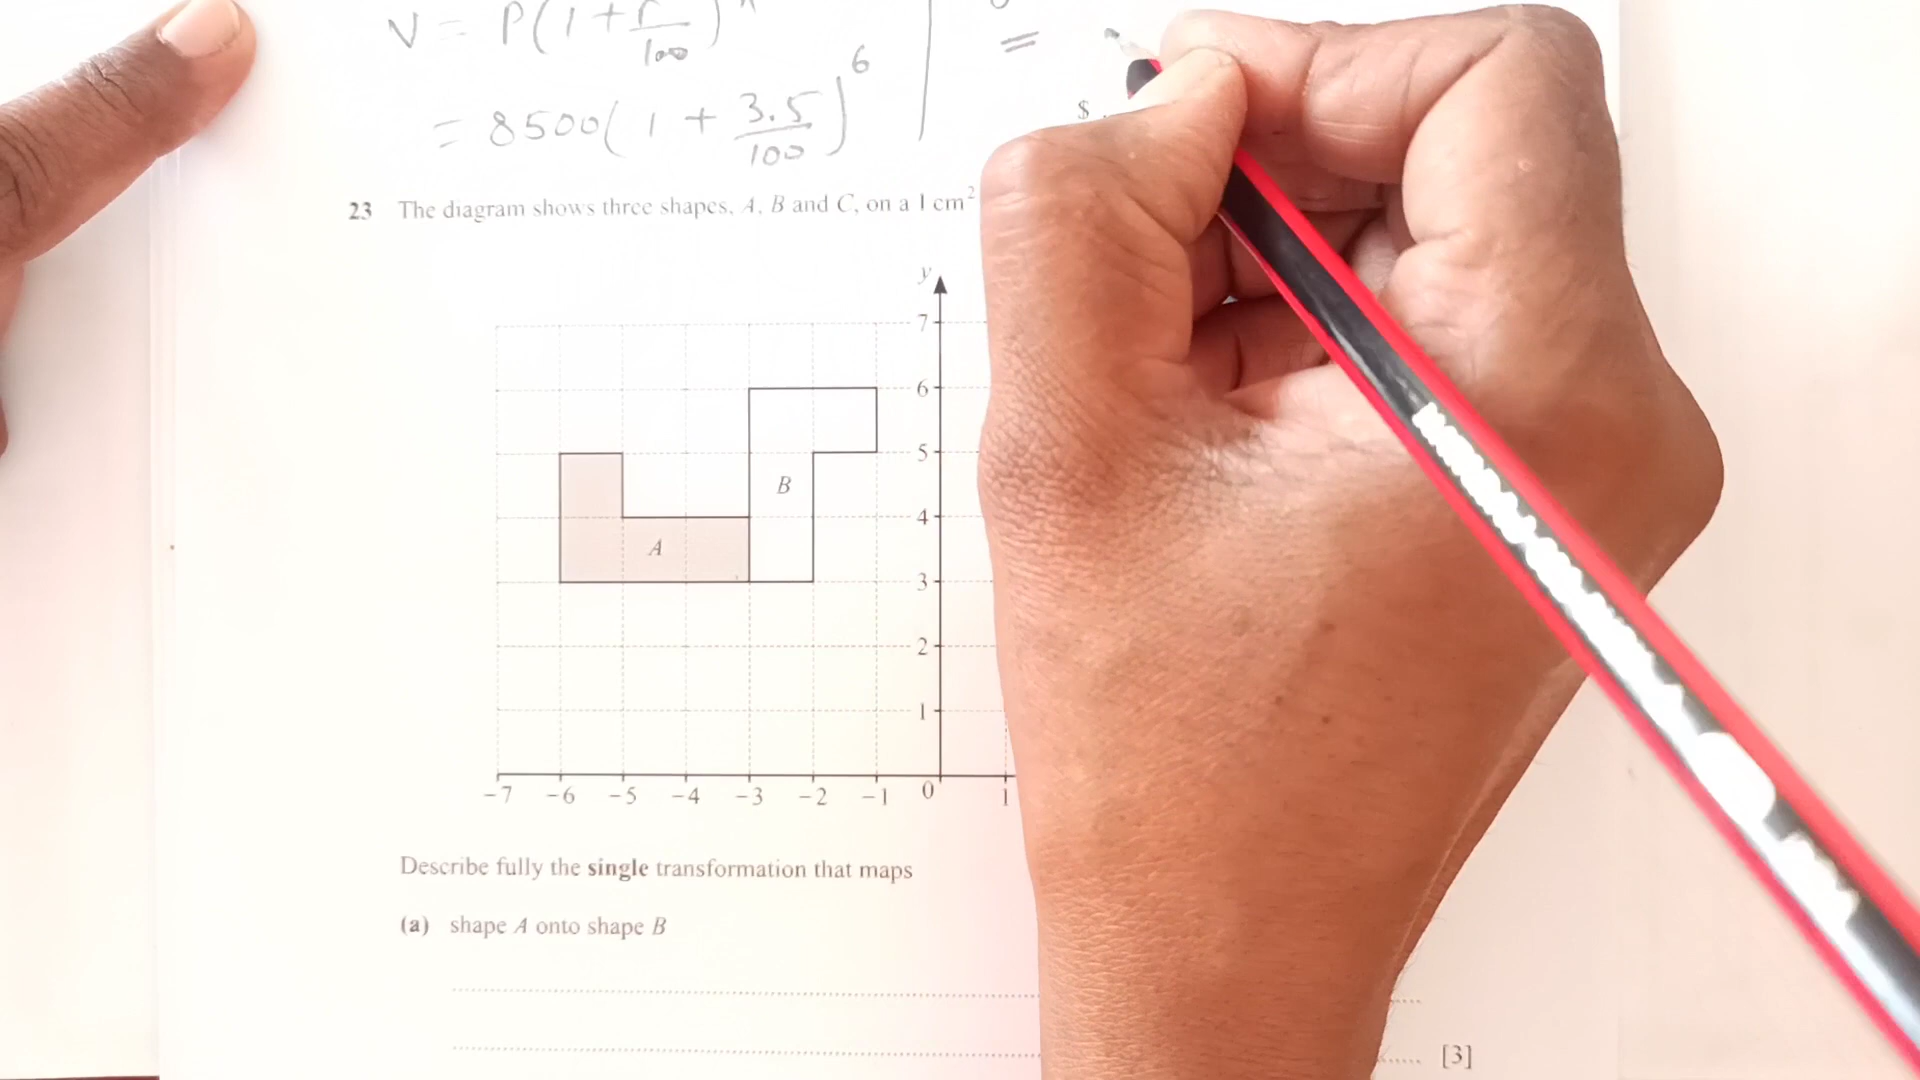 V = P(1 + r/100)^n
= 8500(1 + 3.5/100)^6
=
$
23 The diagram shows three shapes, A, B and C, on a 1 cm²
y
7
6
5
B
4
A
3
2
1
-7 -6 -5 -4 -3 -2 -1 0 1
Describe fully the single transformation that maps
(a) shape A onto shape B
[3]